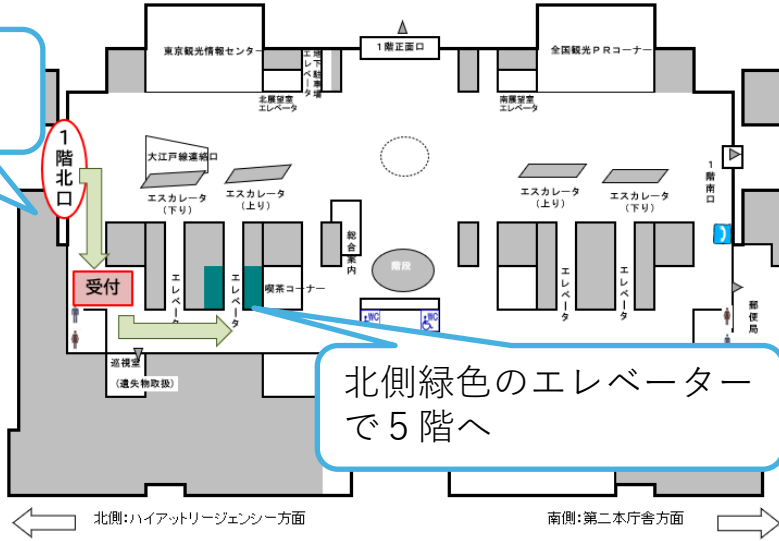 東京観光情報センター
地下駐車場
エレベータ
北展望室
エレベータ
1階正面口
全国観光PRコーナー
南展望室
エレベータ
1階北口
大江戸線連絡口
エスカレータ
(下り)
エスカレータ
(上り)
エスカレータ
(上り)
エスカレータ
(下り)
1階南口
総合案内
階段
受付
エレベータ
エレベータ
喫茶コーナー
エレベータ
エレベータ
WC
WC
郵便局
巡視室
(遺失物取扱)
北側緑色のエレベーター
で5階へ
北側:ハイアットリージェンシー方面
南側:第二本庁舎方面